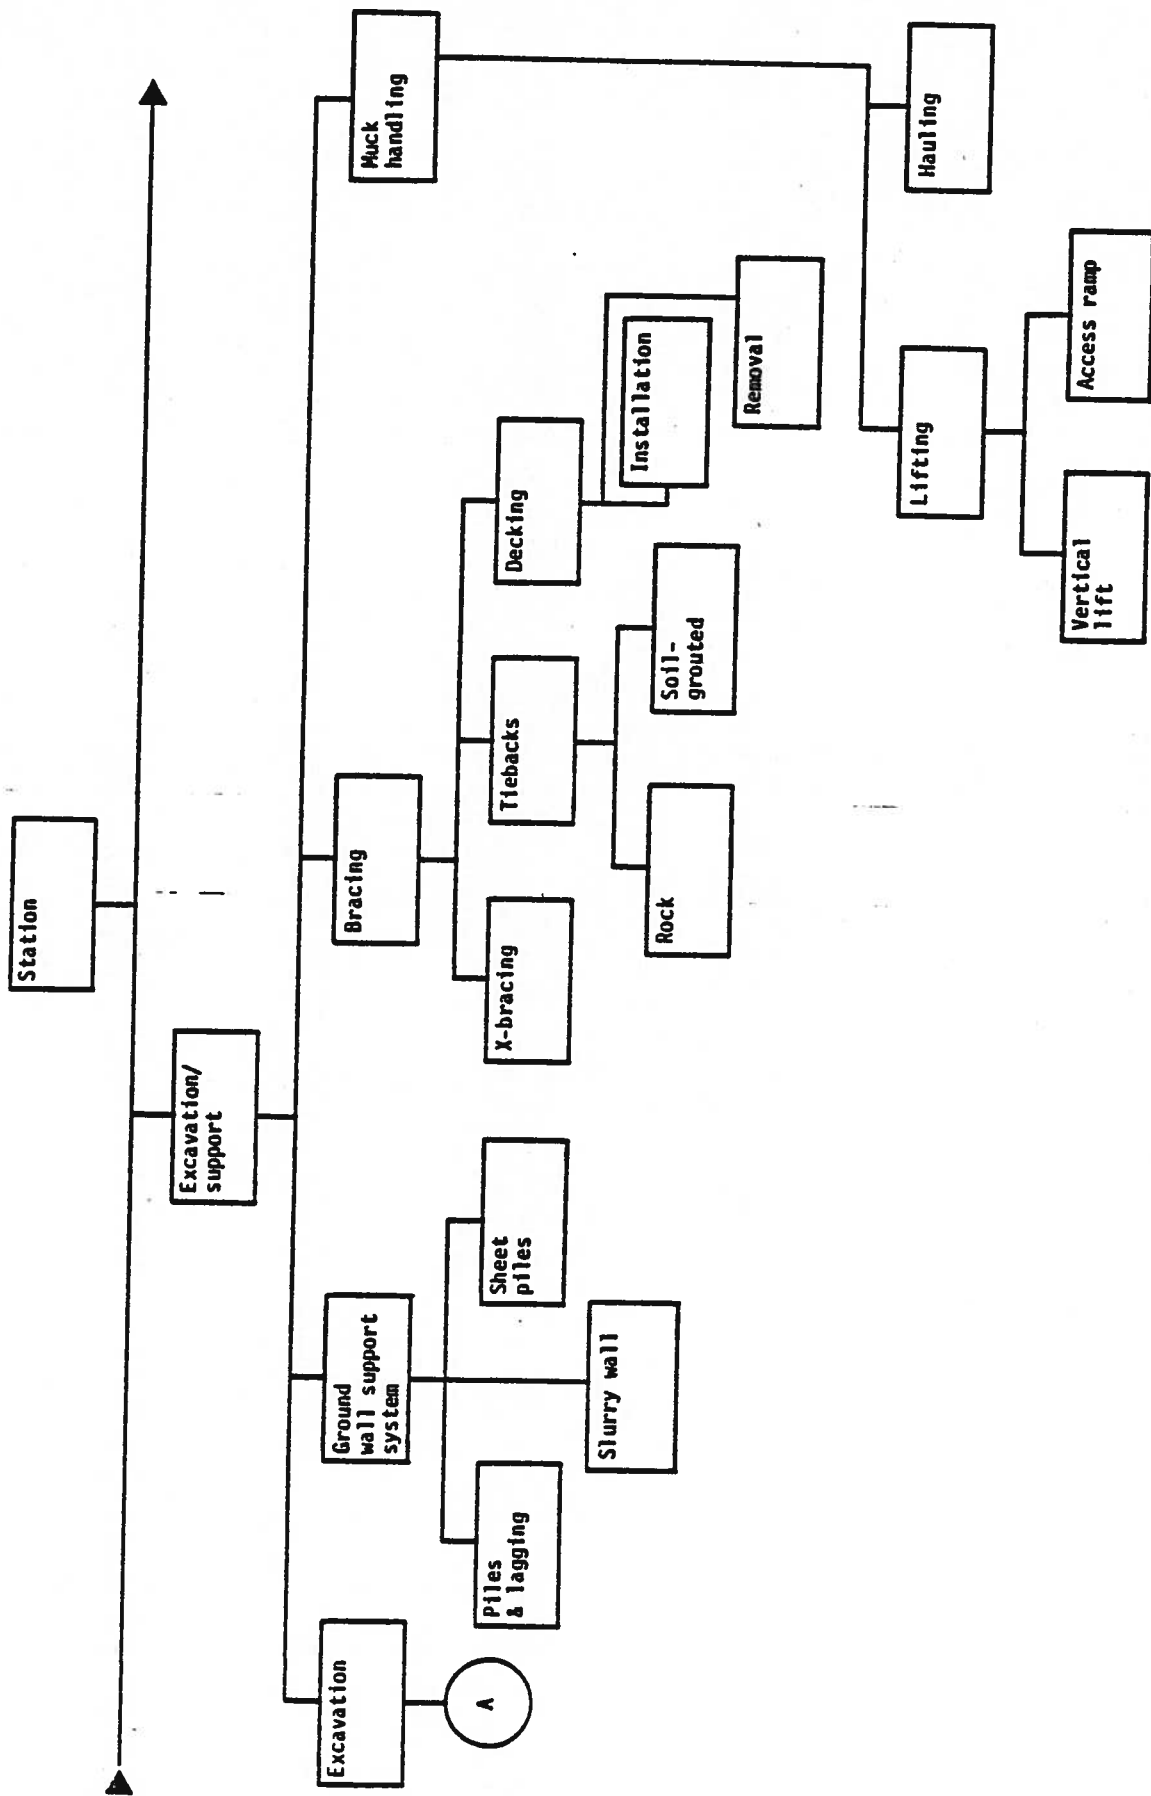 Station
Excavation/
support
Excavation
A
Ground
wall support
system
Piles
& lagging
Slurry wall
Sheet
piles
Bracing
X-bracing
Tiebacks
Rock
Soil-
grouted
Decking
Installation
Removal
Muck
handling
Lifting
Vertical
lift
Access ramp
Hauling